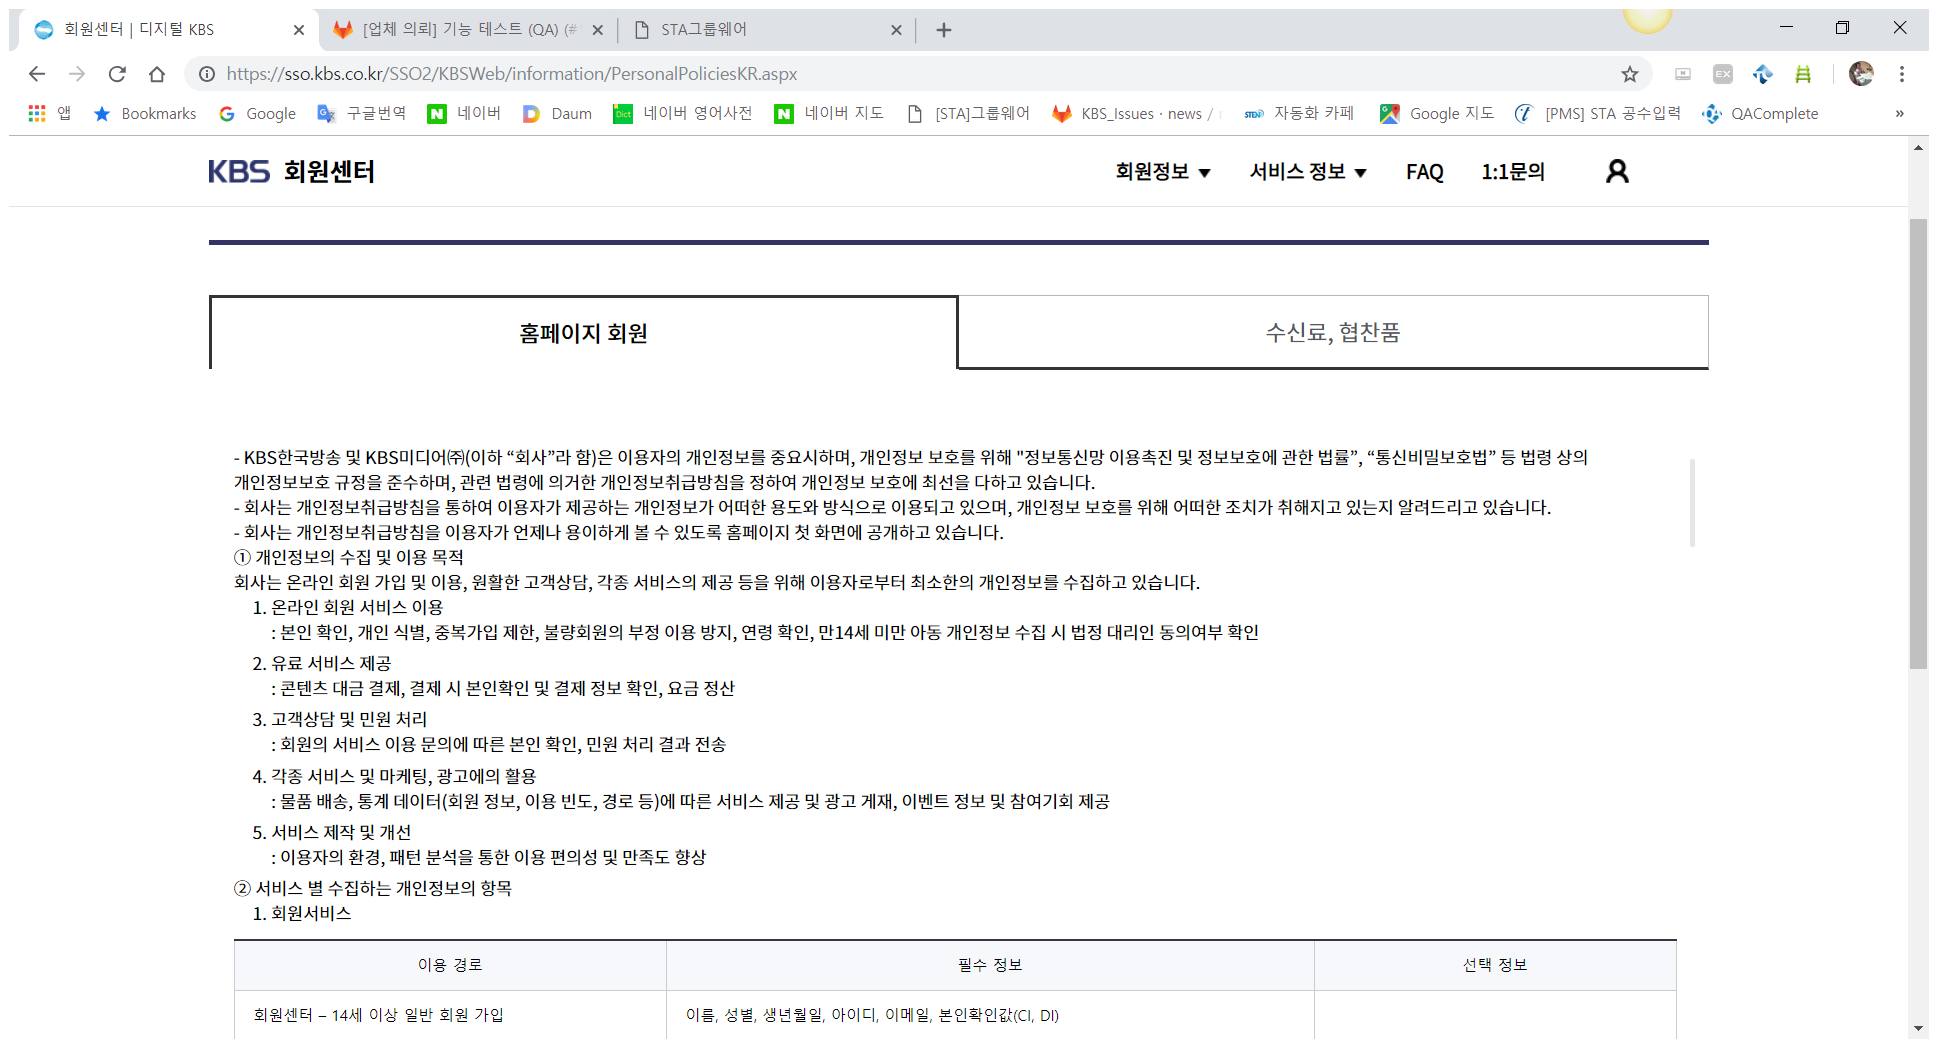 회원센터 | 디지털 KBS
[업체 의뢰] 기능 테스트 (QA) (#
STA그룹웨어
https://sso.kbs.co.kr/SSO2/KBSWeb/information/PersonalPoliciesKR.aspx
EX
앱 Bookmarks Google 구글번역 네이버 Daum 네이버 영어사전 네이버 지도 [STA]그룹웨어 KBS_Issues · news / 자동화 카페 Google 지도 [PMS] STA 공수입력 QAComplete »
KBS 회원센터
회원정보 ▼ 서비스 정보 ▼ FAQ 1:1문의
홈페이지 회원
수신료, 협찬품
- KBS한국방송 및 KBS미디어㈜(이하 “회사”라 함)은 이용자의 개인정보를 중요시하며, 개인정보 보호를 위해 "정보통신망 이용촉진 및 정보보호에 관한 법률”, “통신비밀보호법” 등 법령 상의
개인정보보호 규정을 준수하며, 관련 법령에 의거한 개인정보취급방침을 정하여 개인정보 보호에 최선을 다하고 있습니다.
- 회사는 개인정보취급방침을 통하여 이용자가 제공하는 개인정보가 어떠한 용도와 방식으로 이용되고 있으며, 개인정보 보호를 위해 어떠한 조치가 취해지고 있는지 알려드리고 있습니다.
- 회사는 개인정보취급방침을 이용자가 언제나 용이하게 볼 수 있도록 홈페이지 첫 화면에 공개하고 있습니다.
① 개인정보의 수집 및 이용 목적
회사는 온라인 회원 가입 및 이용, 원활한 고객상담, 각종 서비스의 제공 등을 위해 이용자로부터 최소한의 개인정보를 수집하고 있습니다.
1. 온라인 회원 서비스 이용
: 본인 확인, 개인 식별, 중복가입 제한, 불량회원의 부정 이용 방지, 연령 확인, 만14세 미만 아동 개인정보 수집 시 법정 대리인 동의여부 확인
2. 유료 서비스 제공
: 콘텐츠 대금 결제, 결제 시 본인확인 및 결제 정보 확인, 요금 정산
3. 고객상담 및 민원 처리
: 회원의 서비스 이용 문의에 따른 본인 확인, 민원 처리 결과 전송
4. 각종 서비스 및 마케팅, 광고에의 활용
: 물품 배송, 통계 데이터(회원 정보, 이용 빈도, 경로 등)에 따른 서비스 제공 및 광고 게재, 이벤트 정보 및 참여기회 제공
5. 서비스 제작 및 개선
: 이용자의 환경, 패턴 분석을 통한 이용 편의성 및 만족도 향상
② 서비스 별 수집하는 개인정보의 항목
1. 회원서비스
이용 경로 필수 정보 선택 정보
회원센터 – 14세 이상 일반 회원 가입 이름, 성별, 생년월일, 아이디, 이메일, 본인확인값(CI, DI)